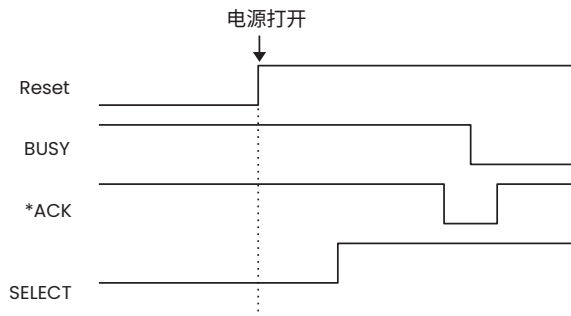 电源打开
Reset
BUSY
*ACK
SELECT